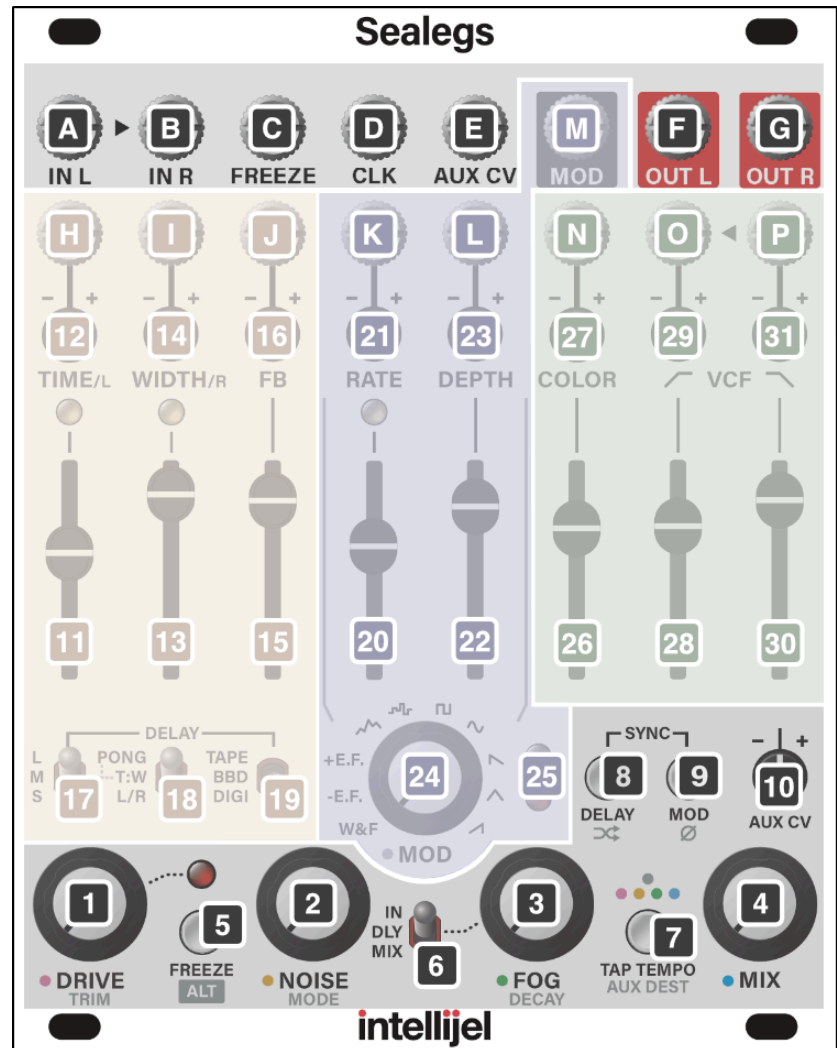 Sealegs
A B C D E M F G
IN L IN R FREEZE CLK AUX CV MOD OUT L OUT R
H I J K L N O P
- + - + - + - + - + - + - + - +
12 14 16 21 23 27 29 31
TIME/L WIDTH/R FB RATE DEPTH COLOR VCF
11 13 15 20 22 26 28 30
DELAY
L PONG TAPE
M T:W BBD
S L/R DIGI
17 18 19
+E.F.
-E.F.
W&F
24 25
MOD
SYNC
- +
8 9 10
DELAY MOD AUX CV
Ø
1 5 2 6 3 7 4
IN
DLY
MIX
DRIVE FREEZE NOISE FOG TAP TEMPO MIX
TRIM ALT MODE DECAY AUX DEST
intellijel